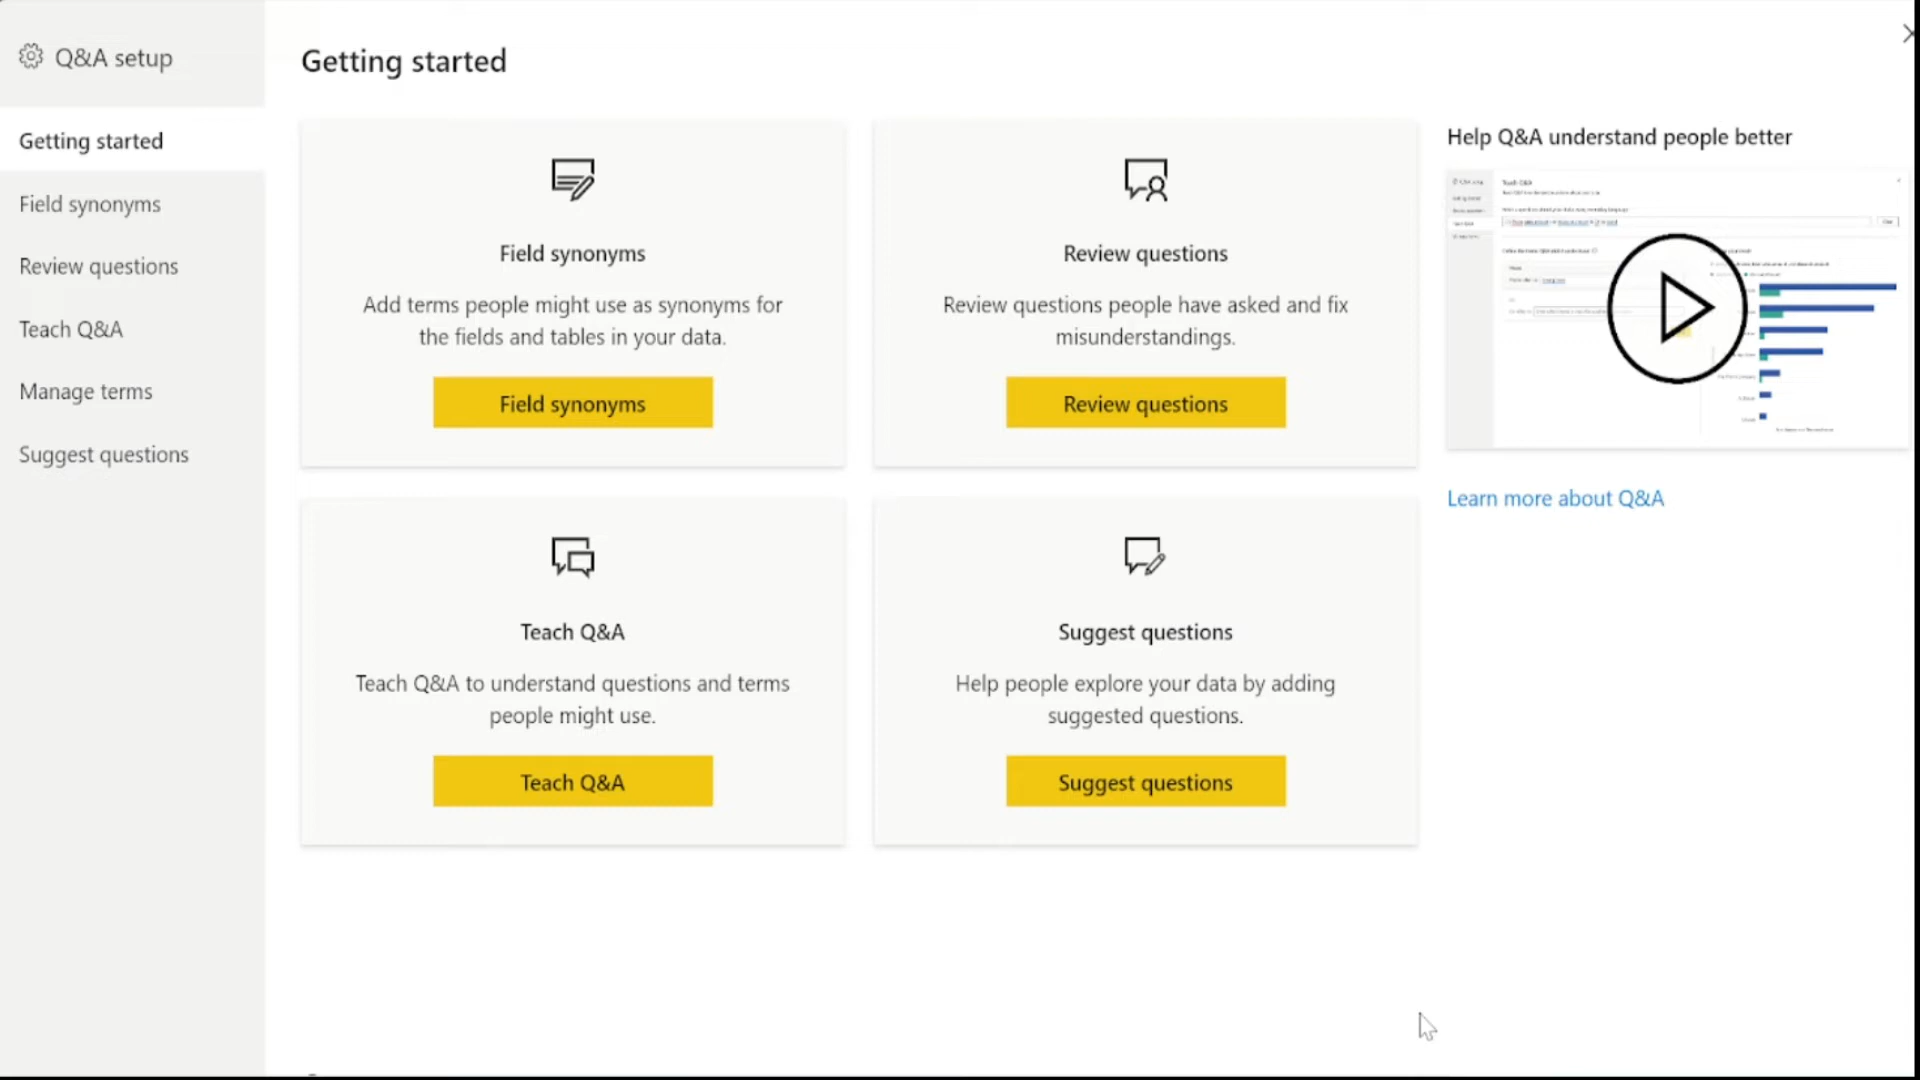 Q&A setup
Getting started
Field synonyms
Review questions
Teach Q&A
Manage terms
Suggest questions
Getting started
Field synonyms
Add terms people might use as synonyms for
the fields and tables in your data.
Field synonyms
Review questions
Review questions people have asked and fix
misunderstandings.
Review questions
Teach Q&A
Teach Q&A to understand questions and terms
people might use.
Teach Q&A
Suggest questions
Help people explore your data by adding
suggested questions.
Suggest questions
Help Q&A understand people better
Teach Q&A
Learn more about Q&A